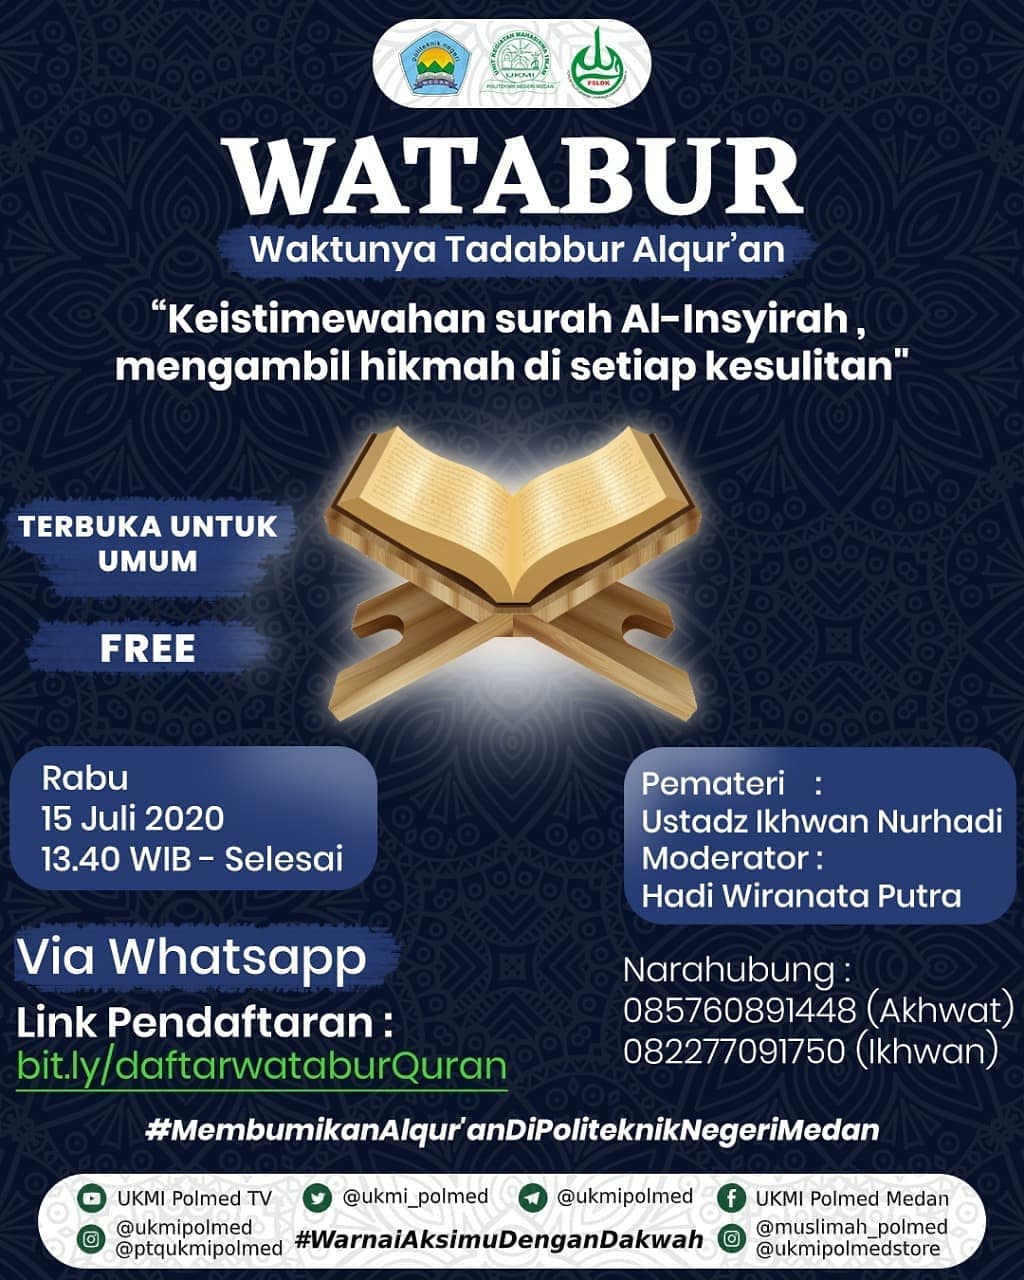 politeknik negeri
MEDAN
UNIT KEGIATAN MAHASISWA ISLAM
UKMI
POLITEKNIK NEGERI MEDAN
FSLDK
WATABUR
Waktunya Tadabbur Alqur’an
“Keistimewahan surah Al-Insyirah ,
mengambil hikmah di setiap kesulitan"
TERBUKA UNTUK
UMUM
FREE
Rabu
15 Juli 2020
13.40 WIB - Selesai
Pemateri :
Ustadz Ikhwan Nurhadi
Moderator :
Hadi Wiranata Putra
Via Whatsapp
Link Pendaftaran :
bit.ly/daftarwataburQuran
Narahubung :
085760891448 (Akhwat)
082277091750 (Ikhwan)
#MembumikanAlqur'anDiPoliteknikNegeriMedan
UKMI Polmed TV
@ukmi_polmed
@ukmipolmed
UKMI Polmed Medan
@ukmipolmed
@ptqukmipolmed
#WarnaiAksimuDenganDakwah
@muslimah_polmed
@ukmipolmedstore